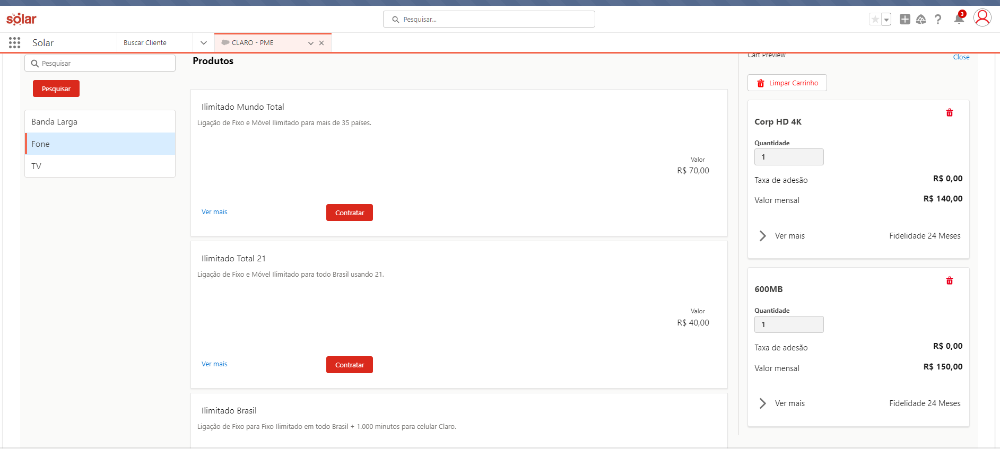 solar
Pesquisar...
3
Solar
Buscar Cliente
CLARO - PME
Pesquisar
Pesquisar
Banda Larga
Fone
TV
Produtos
Ilimitado Mundo Total
Ligação de Fixo e Móvel Ilimitado para mais de 35 países.
Valor
R$ 70,00
Ver mais
Contratar
Ilimitado Total 21
Ligação de Fixo e Móvel Ilimitado para todo Brasil usando 21.
Valor
R$ 40,00
Ver mais
Contratar
Ilimitado Brasil
Ligação de Fixo para Fixo Ilimitado em todo Brasil + 1.000 minutos para celular Claro.
Cart Preview
Close
Limpar Carrinho
Corp HD 4K
Quantidade
1
Taxa de adesão
R$ 0,00
Valor mensal
R$ 140,00
Ver mais
Fidelidade 24 Meses
600MB
Quantidade
1
Taxa de adesão
R$ 0,00
Valor mensal
R$ 150,00
Ver mais
Fidelidade 24 Meses